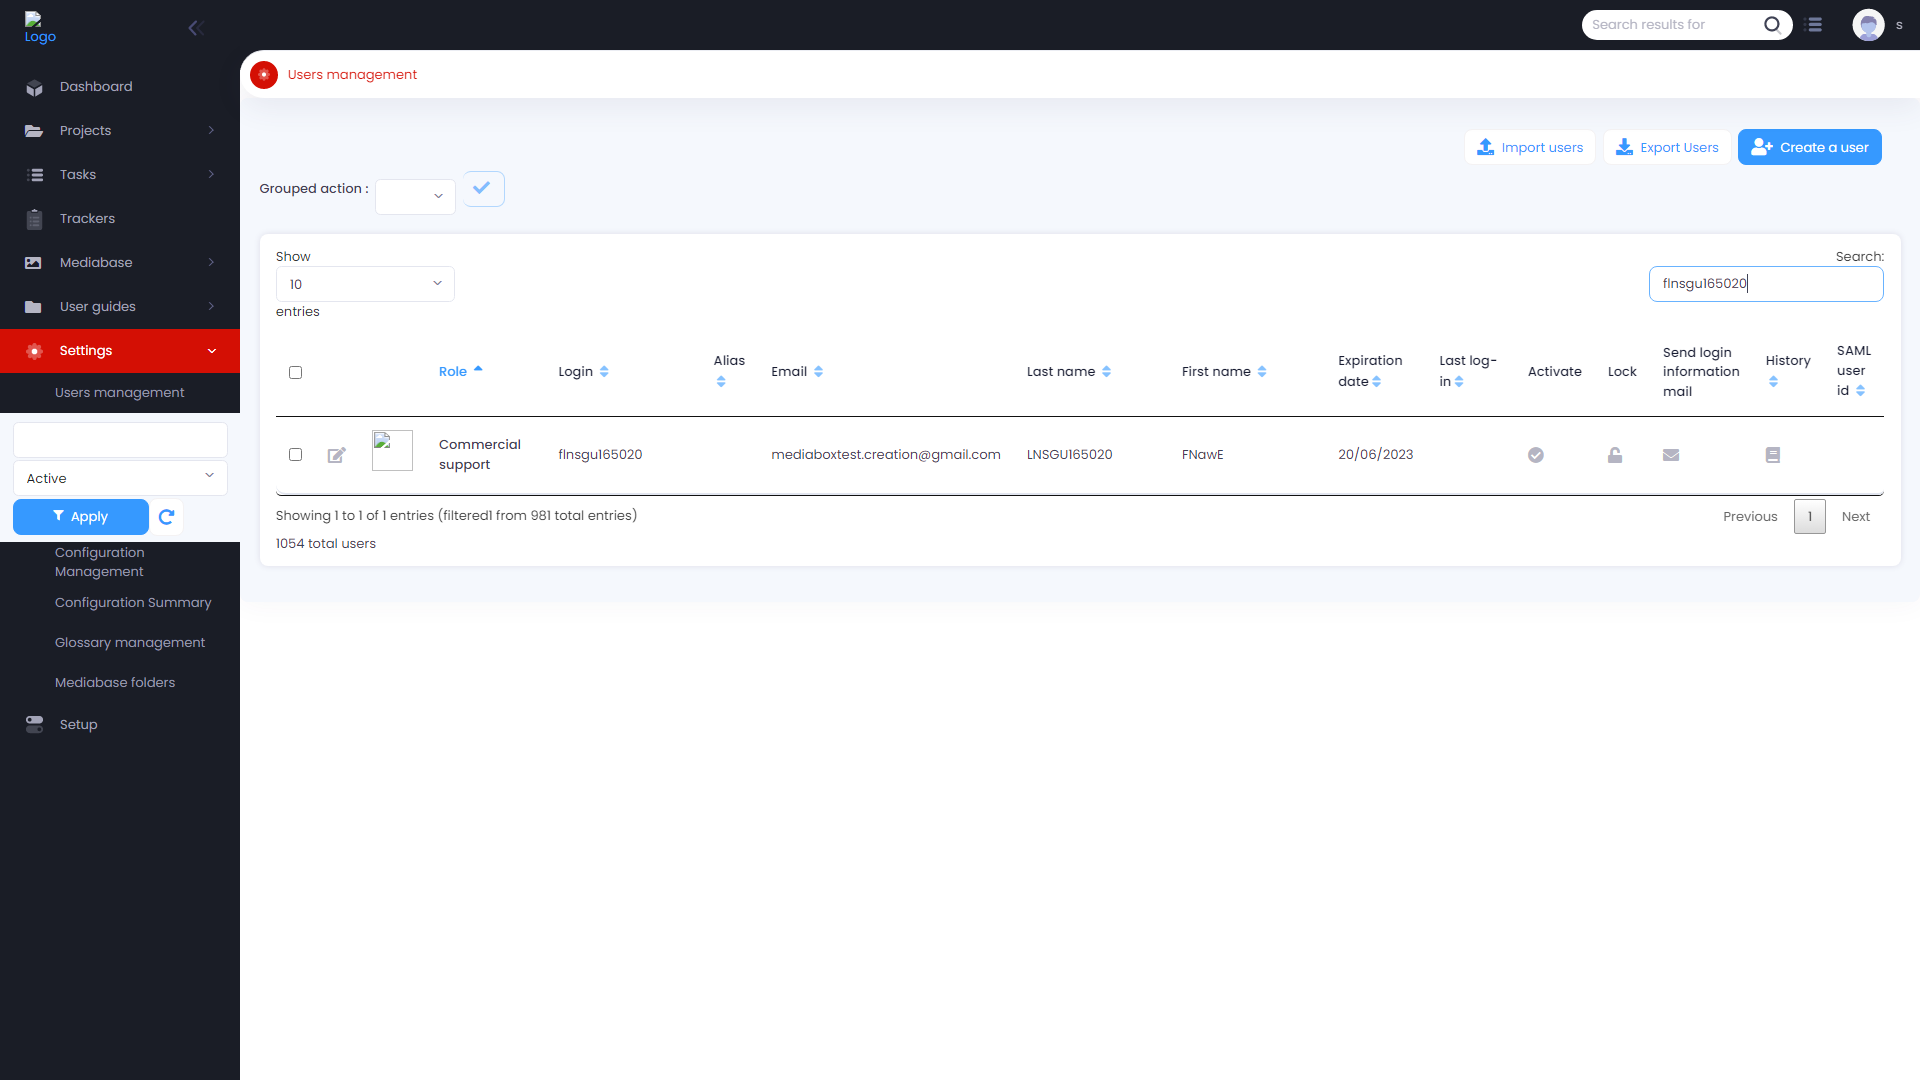 Logo
Search results for
s
Dashboard
Projects
Tasks
Trackers
Mediabase
User guides
Settings
Users management
Active
Apply
Configuration
Management
Configuration Summary
Glossary management
Mediabase folders
Setup
Users management
Import users
Export Users
Create a user
Grouped action :
Show
10
entries
Search:
flnsgu165020
Role
Login
Alias
Email
Last name
First name
Expiration
date
Last log-
in
Activate
Lock
Send login
information
mail
History
SAML
user
id
Commercial
support
flnsgu165020
mediaboxtest.creation@gmail.com
LNSGU165020
FNawE
20/06/2023
Showing 1 to 1 of 1 entries (filtered1 from 981 total entries)
Previous
1
Next
1054 total users